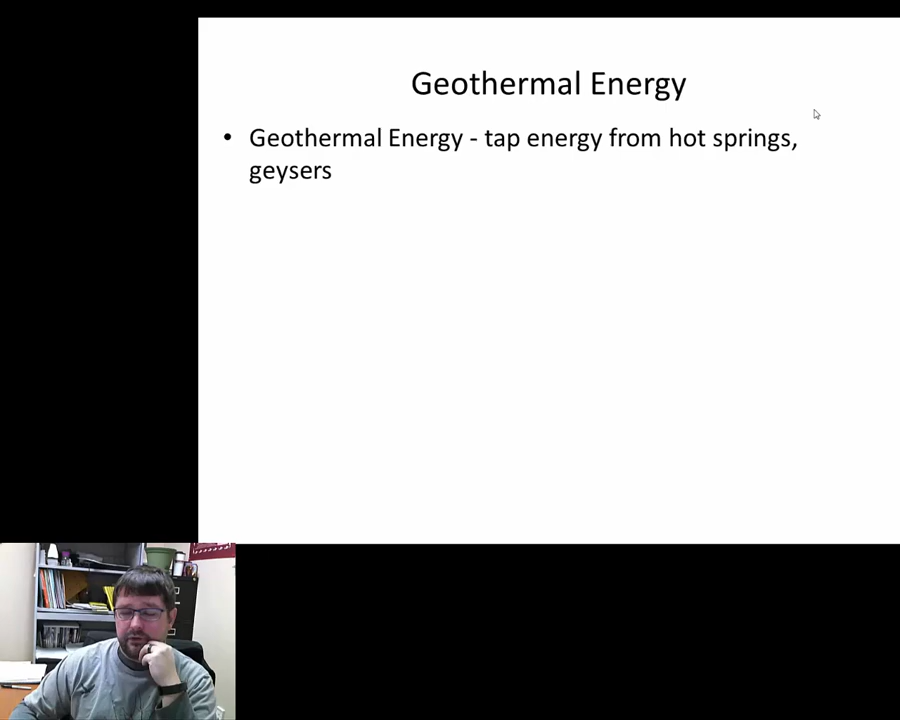 Geothermal Energy
• Geothermal Energy - tap energy from hot springs,
geysers